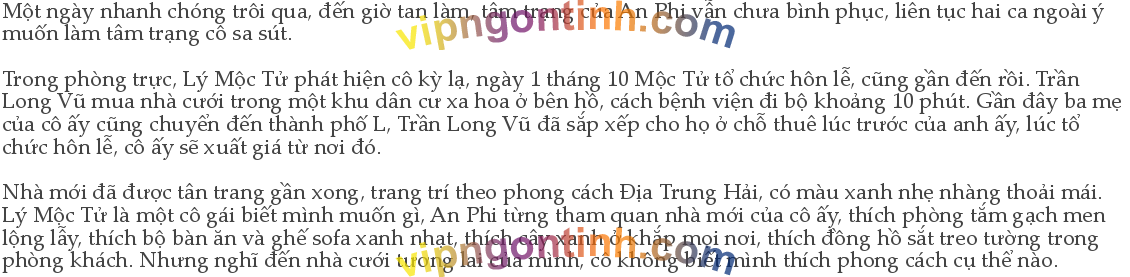 Một ngày nhanh chóng trôi qua, đến giờ tan làm, tâm trạng của An Phi vẫn chưa bình phục, liên tục hai ca ngoài ý
muốn làm tâm trạng cô sa sút.
vipngontinh.com
Trong phòng trực, Lý Mộc Tử phát hiện cô kỳ lạ, ngày 1 tháng 10 Mộc Tử tổ chức hôn lễ, cũng gần đến rồi. Trần
Long Vũ mua nhà cưới trong một khu dân cư xa hoa ở bên hồ, cách bệnh viện đi bộ khoảng 10 phút. Gần đây ba mẹ
của cô ấy cũng chuyển đến thành phố L, Trần Long Vũ đã sắp xếp cho họ ở chỗ thuê lúc trước của anh ấy, lúc tổ
chức hôn lễ, cô ấy sẽ xuất giá từ nơi đó.
Nhà mới đã được tân trang gần xong, trang trí theo phong cách Địa Trung Hải, có màu xanh nhẹ nhàng thoải mái.
Lý Mộc Tử là một cô gái biết mình muốn gì, An Phi từng tham quan nhà mới của cô ấy, thích phòng tắm gạch men
lộng lẫy, thích bộ bàn ăn và ghế sofa xanh nhạt, thích cây xanh ở khắp mọi nơi, thích đồng hồ sắt treo tường trong
phòng khách. Nhưng nghĩ đến nhà cưới tương lai của mình, cô không biết mình thích phong cách cụ thể nào.
vipngontinh.com